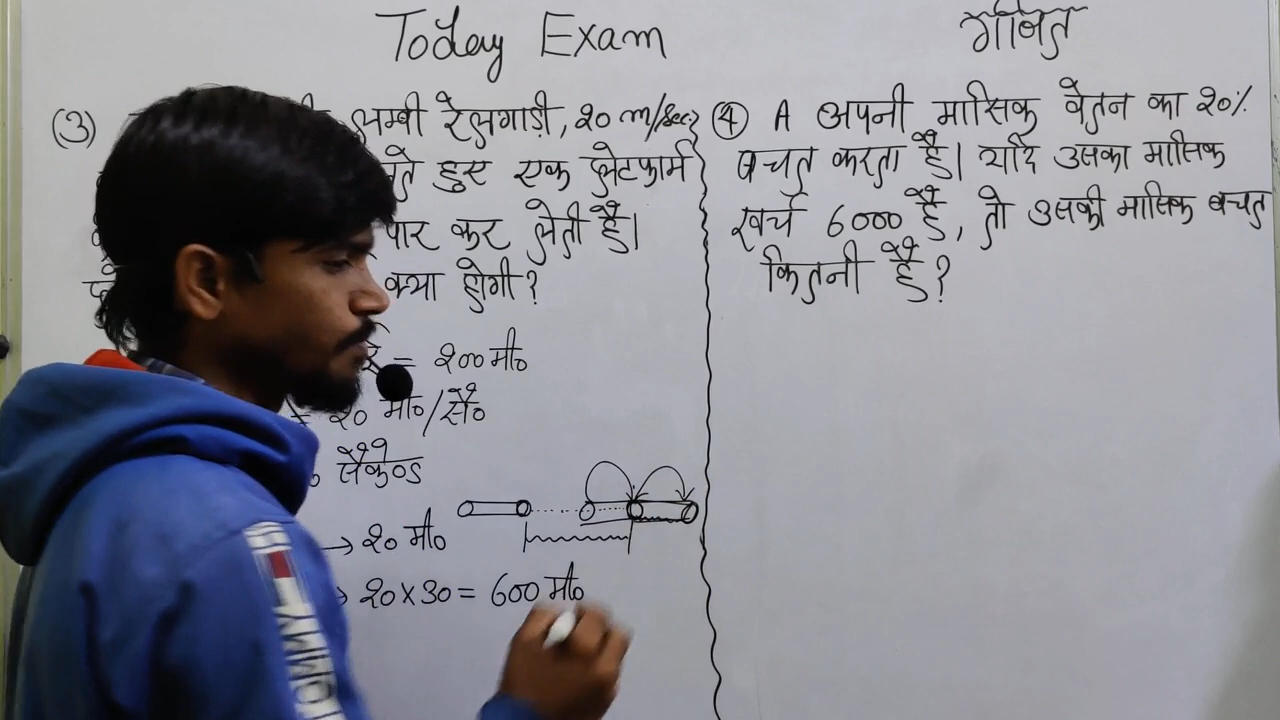 Today Exam
गणित
(3) लम्बी रेलगाड़ी, 20 m/sec
हुए एक प्लेटफार्म
पार कर लेती है।
क्या होगी?
= 200 मी०
= 20 मी०/सै०
सैकेण्ड
→ 20 मी०
→ 20 x 30 = 600 मी०
(4) A अपनी मासिक वेतन का 20%
बचत करता है। यदि उसका मासिक
खर्च 6000 है, तो उसकी मासिक बचत
कितनी है?